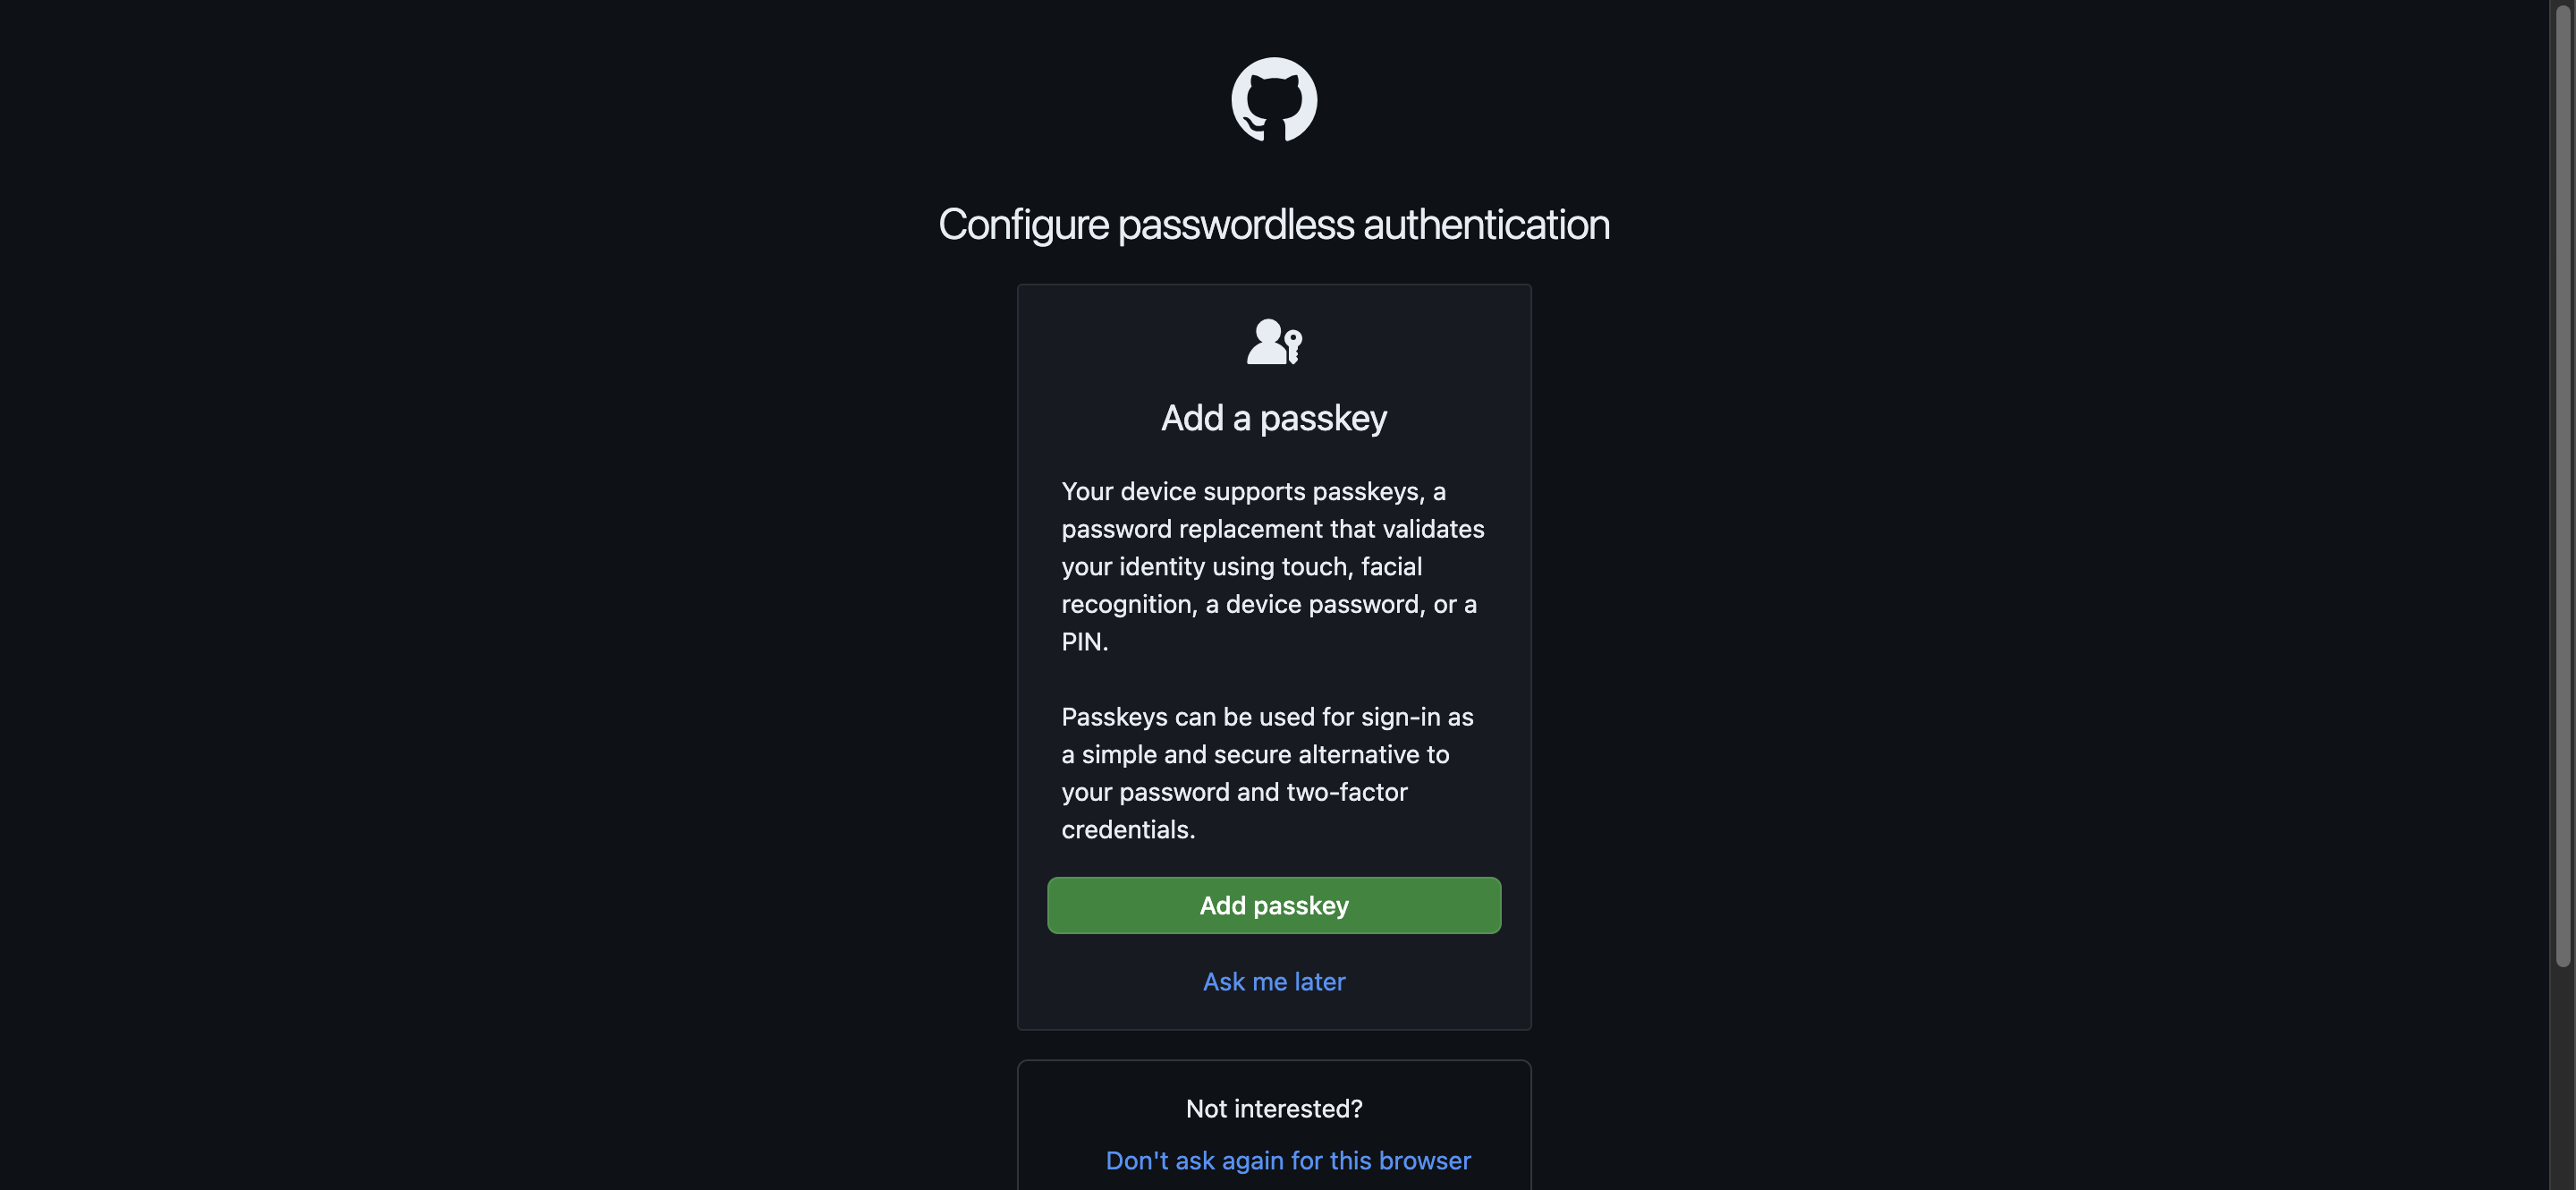 Configure passwordless authentication
Add a passkey
Your device supports passkeys, a
password replacement that validates
your identity using touch, facial
recognition, a device password, or a
PIN.
Passkeys can be used for sign-in as
a simple and secure alternative to
your password and two-factor
credentials.
Add passkey
Ask me later
Not interested?
Don't ask again for this browser